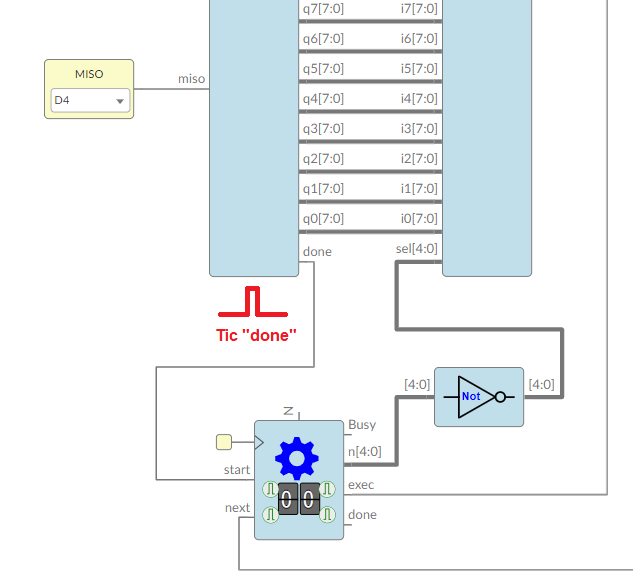 q7[7:0] i7[7:0]
q6[7:0] i6[7:0]
MISO
D4
miso
q5[7:0] i5[7:0]
q4[7:0] i4[7:0]
q3[7:0] i3[7:0]
q2[7:0] i2[7:0]
q1[7:0] i1[7:0]
q0[7:0] i0[7:0]
done
sel[4:0]
Tic "done"
[4:0]
Not
[4:0]
N
Busy
n[4:0]
start
exec
0 0
next
done